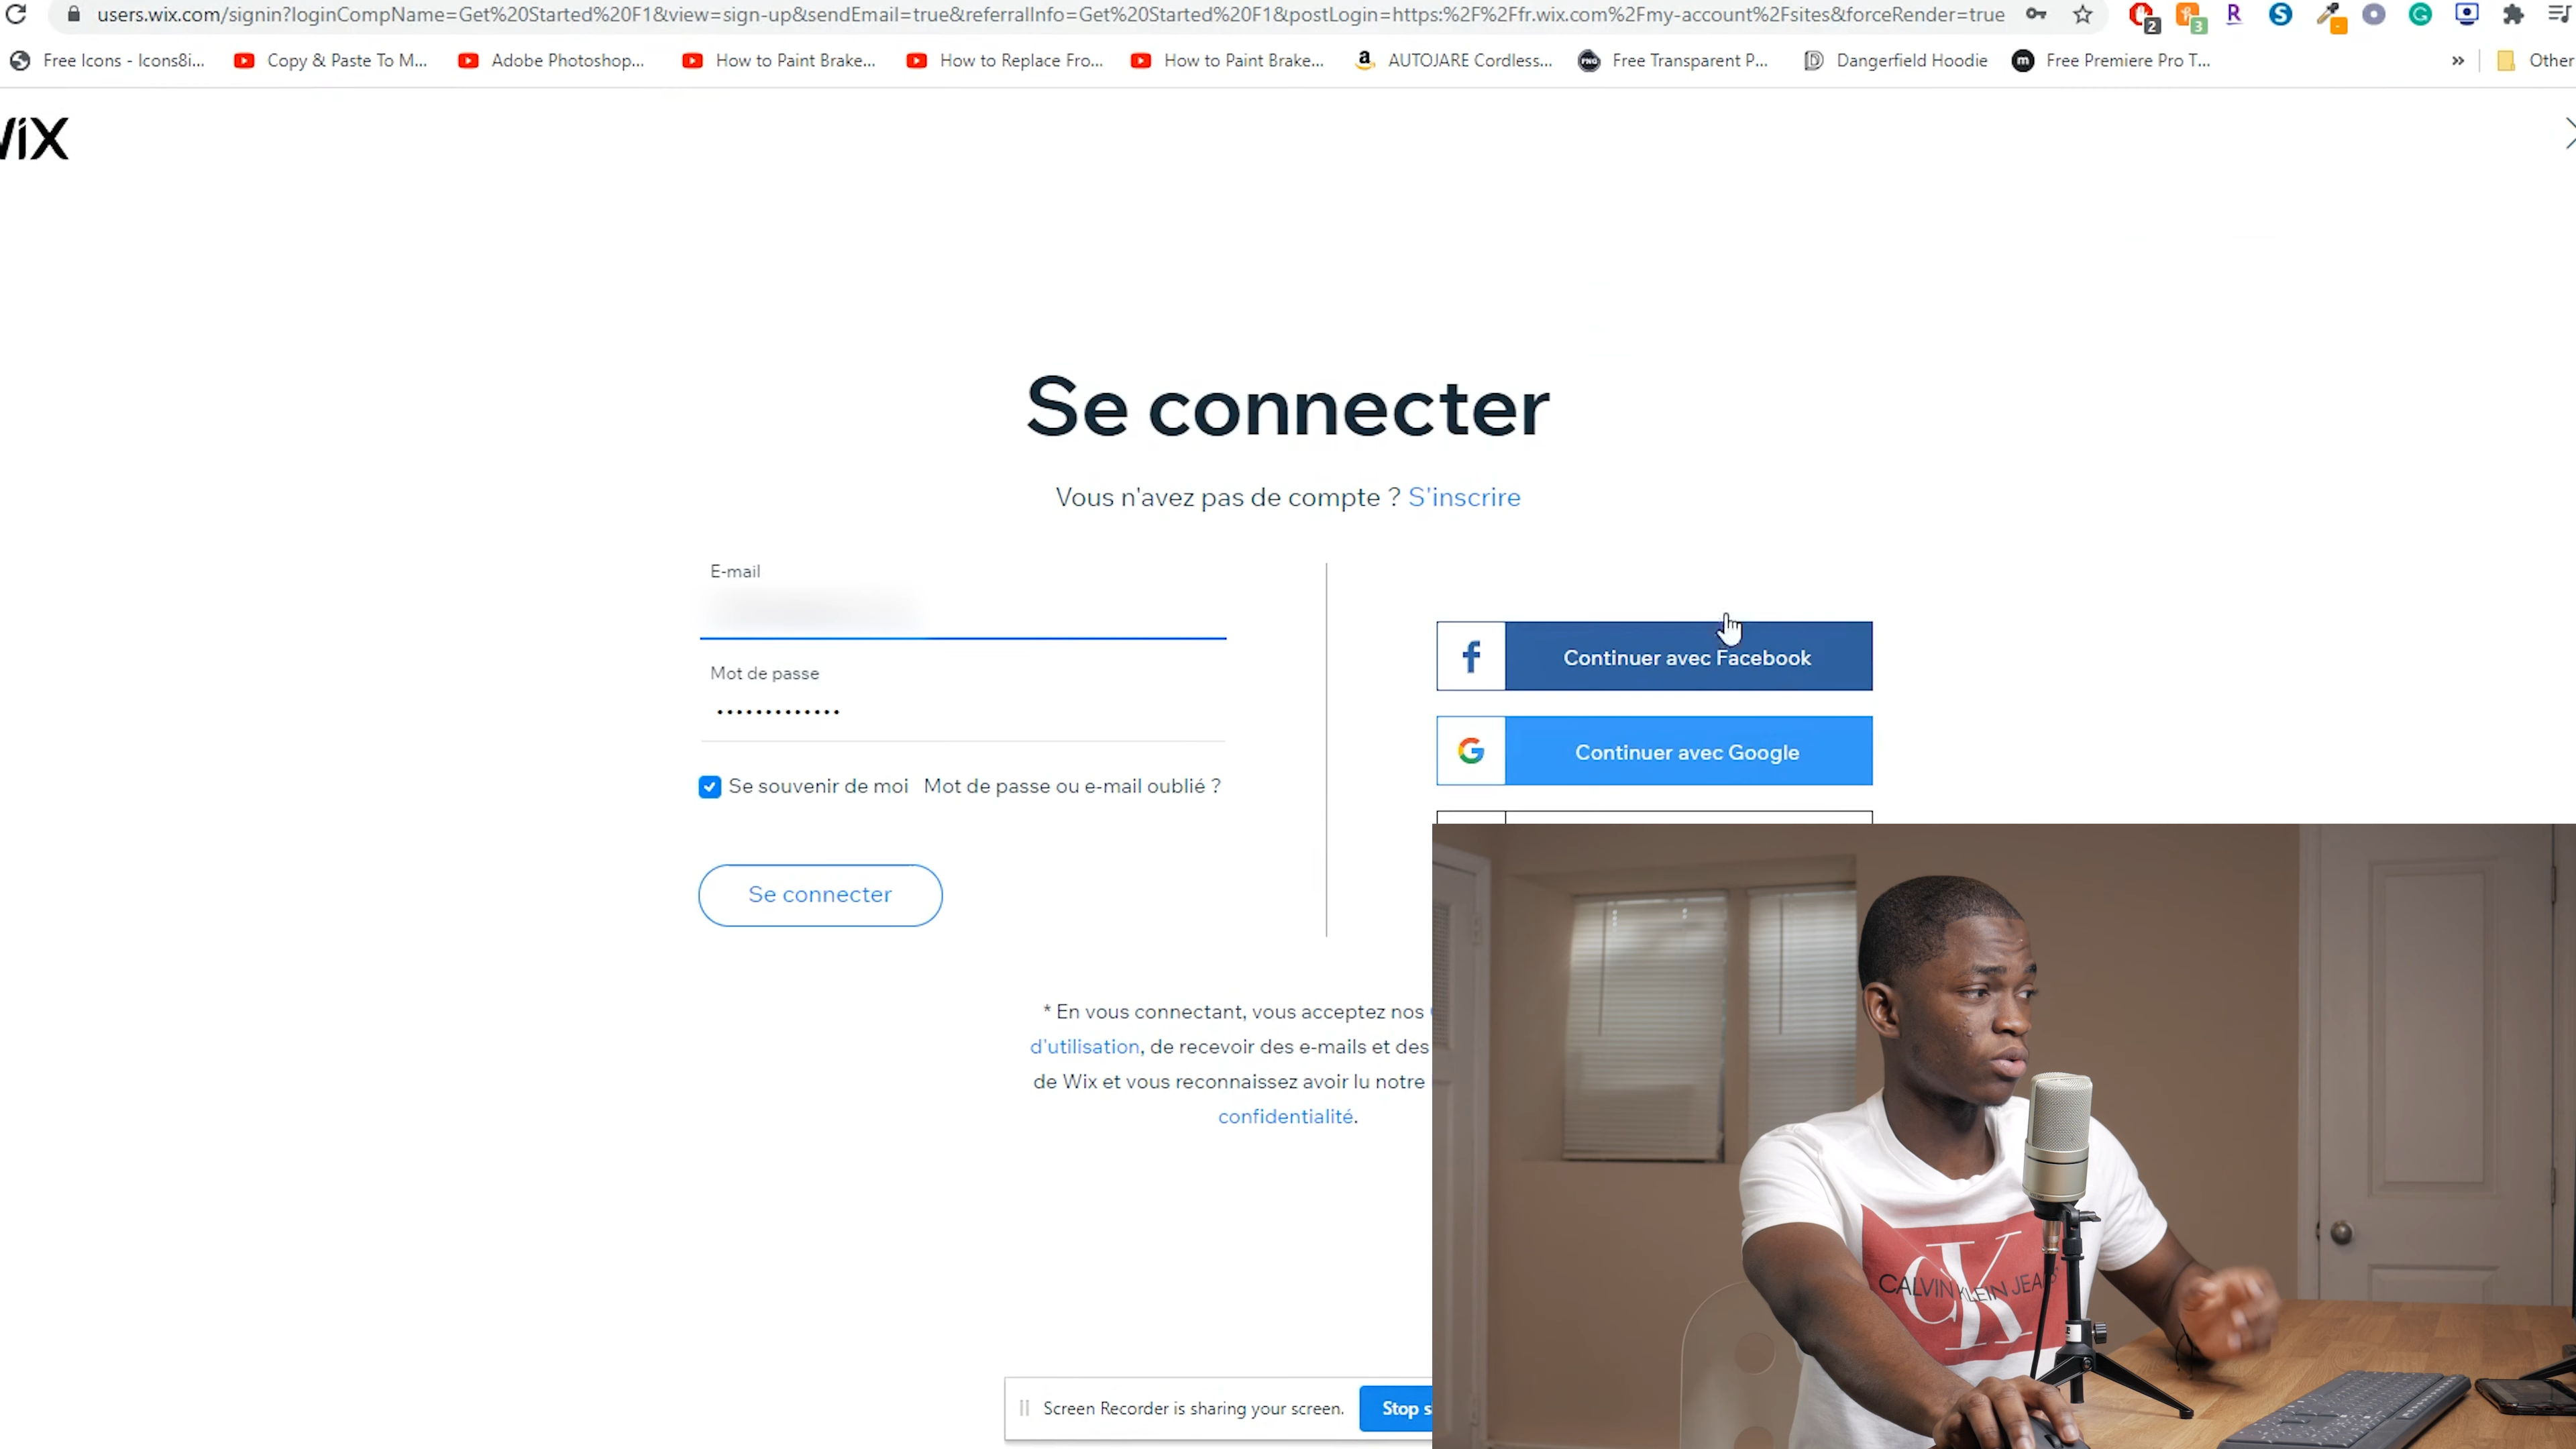 users.wix.com/signin?loginCompName=Get%20Started%20F1&view=sign-up&sendEmail=true&referralInfo=Get%20Started%20F1&postLogin=https:%2F%2Ffr.wix.com%2Fmy-account%2Fsites&forceRender=true
2
3
Free Icons - Icons8i...
Copy & Paste To M...
Adobe Photoshop...
How to Paint Brake...
How to Replace Fro...
How to Paint Brake...
AUTOJARE Cordless...
Free Transparent P...
Dangerfield Hoodie
Free Premiere Pro T...
»
Other
WiX
Se connecter
Vous n'avez pas de compte ? S'inscrire
E-mail
Mot de passe
Se souvenir de moi
Mot de passe ou e-mail oublié ?
Se connecter
Continuer avec Facebook
Continuer avec Google
* En vous connectant, vous acceptez nos
d'utilisation, de recevoir des e-mails et des
de Wix et vous reconnaissez avoir lu notre
confidentialité.
Screen Recorder is sharing your screen.
Stop s
CK
CALVIN KLEIN JEANS